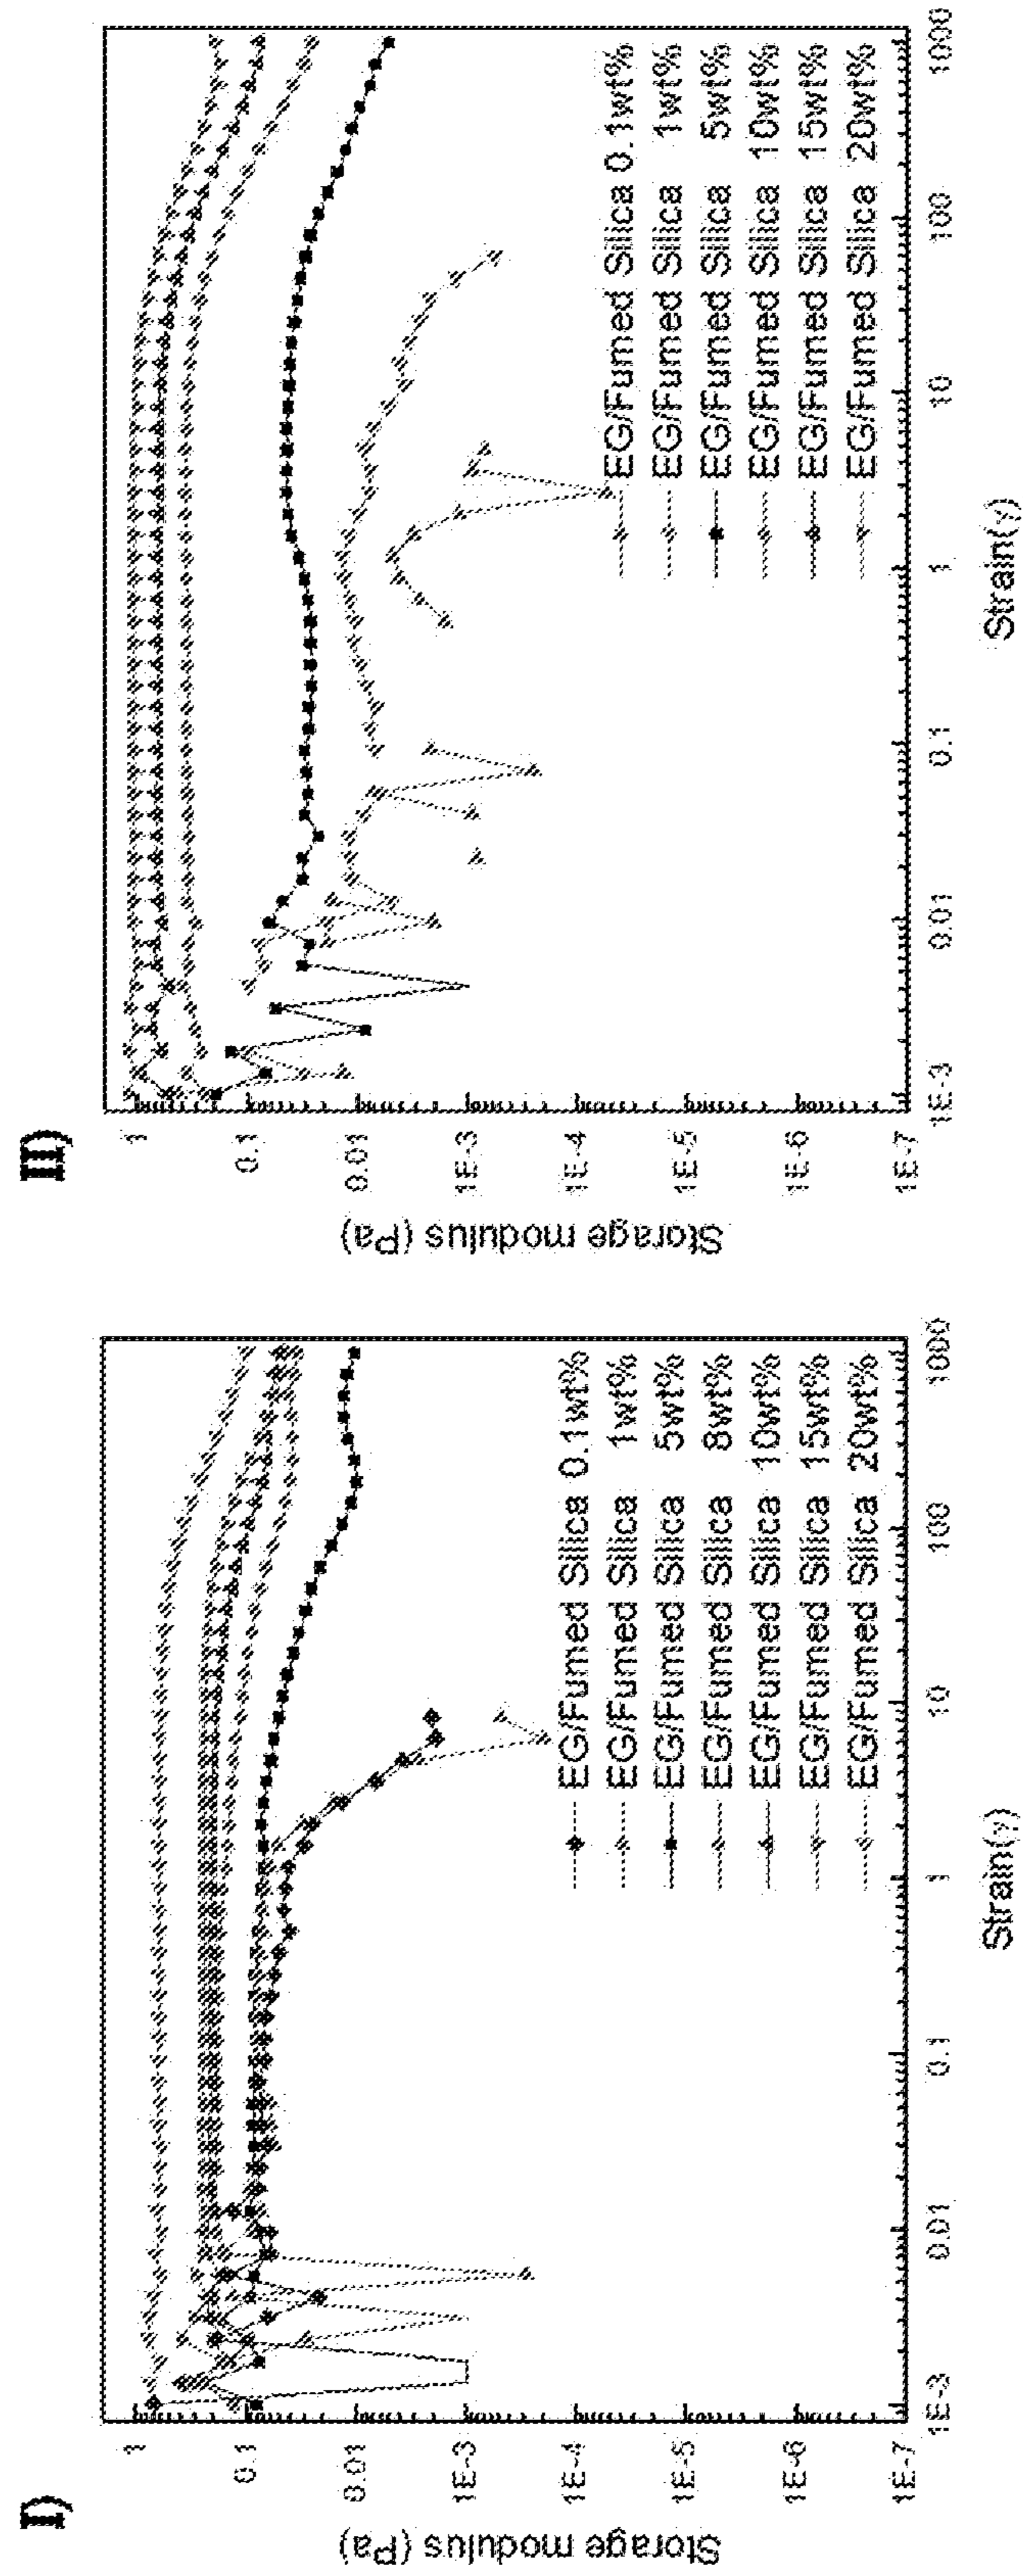 I)
Storage modulus (Pa)
1
0.1
0.01
1E-3
1E-4
1E-5
1E-6
1E-7
EG/Fumed Silica 0.1wt%
EG/Fumed Silica 1wt%
EG/Fumed Silica 5wt%
EG/Fumed Silica 8wt%
EG/Fumed Silica 10wt%
EG/Fumed Silica 15wt%
EG/Fumed Silica 20wt%
1E-3
0.01
0.1
1
10
100
1000
Strain(γ)
II)
Storage modulus (Pa)
1
0.1
0.01
1E-3
1E-4
1E-5
1E-6
1E-7
EG/Fumed Silica 0.1wt%
EG/Fumed Silica 1wt%
EG/Fumed Silica 5wt%
EG/Fumed Silica 10wt%
EG/Fumed Silica 15wt%
EG/Fumed Silica 20wt%
1E-3
0.01
0.1
1
10
100
1000
Strain(γ)